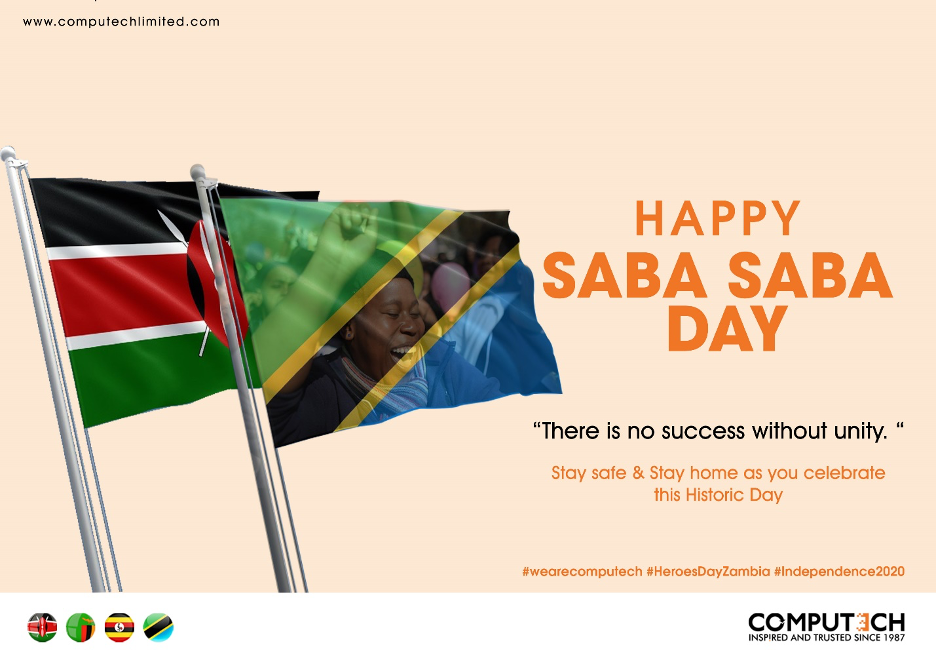 www.computechlimited.com
HAPPY
SABA SABA
DAY
“There is no success without unity. “
Stay safe & Stay home as you celebrate
this Historic Day
#wearecomputech #HeroesDayZambia #Independence2020
COMPUTECH
INSPIRED AND TRUSTED SINCE 1987